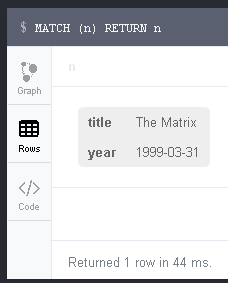 $ MATCH (n) RETURN n
Graph
Rows
Code
n
title The Matrix
year 1999-03-31
Returned 1 row in 44 ms.